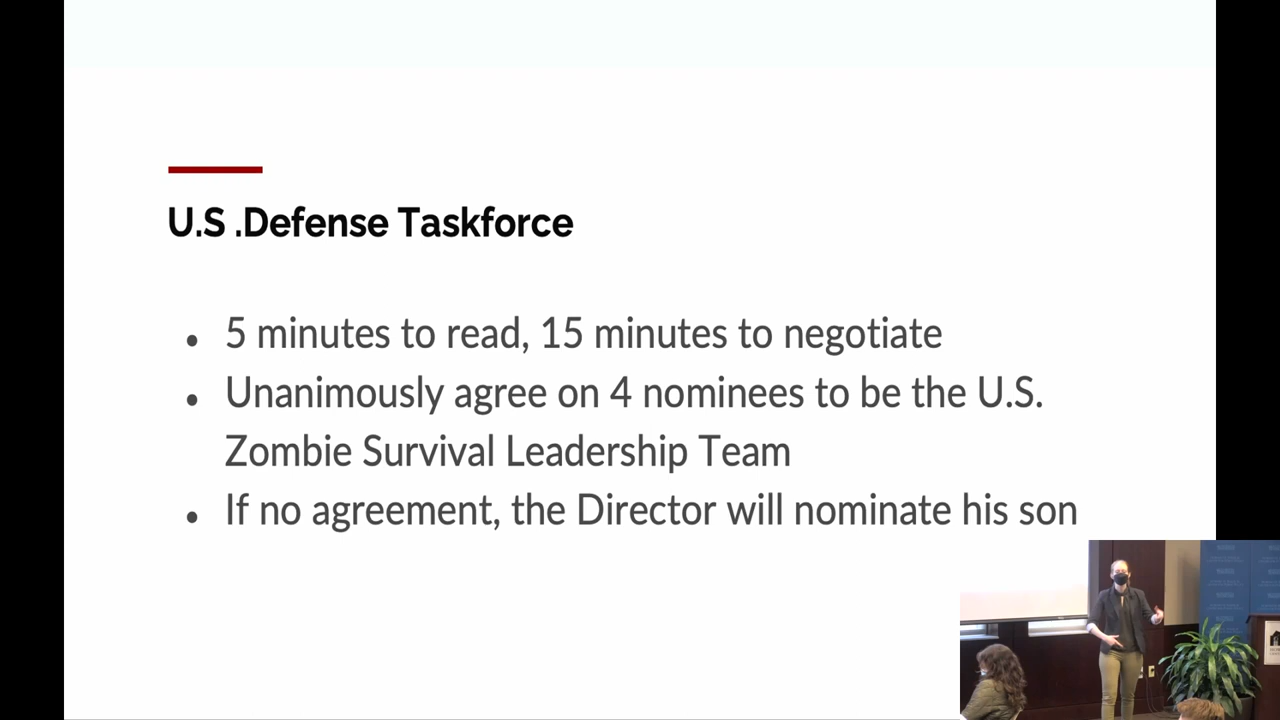 U.S .Defense Taskforce
• 5 minutes to read, 15 minutes to negotiate
• Unanimously agree on 4 nominees to be the U.S.
Zombie Survival Leadership Team
• If no agreement, the Director will nominate his son